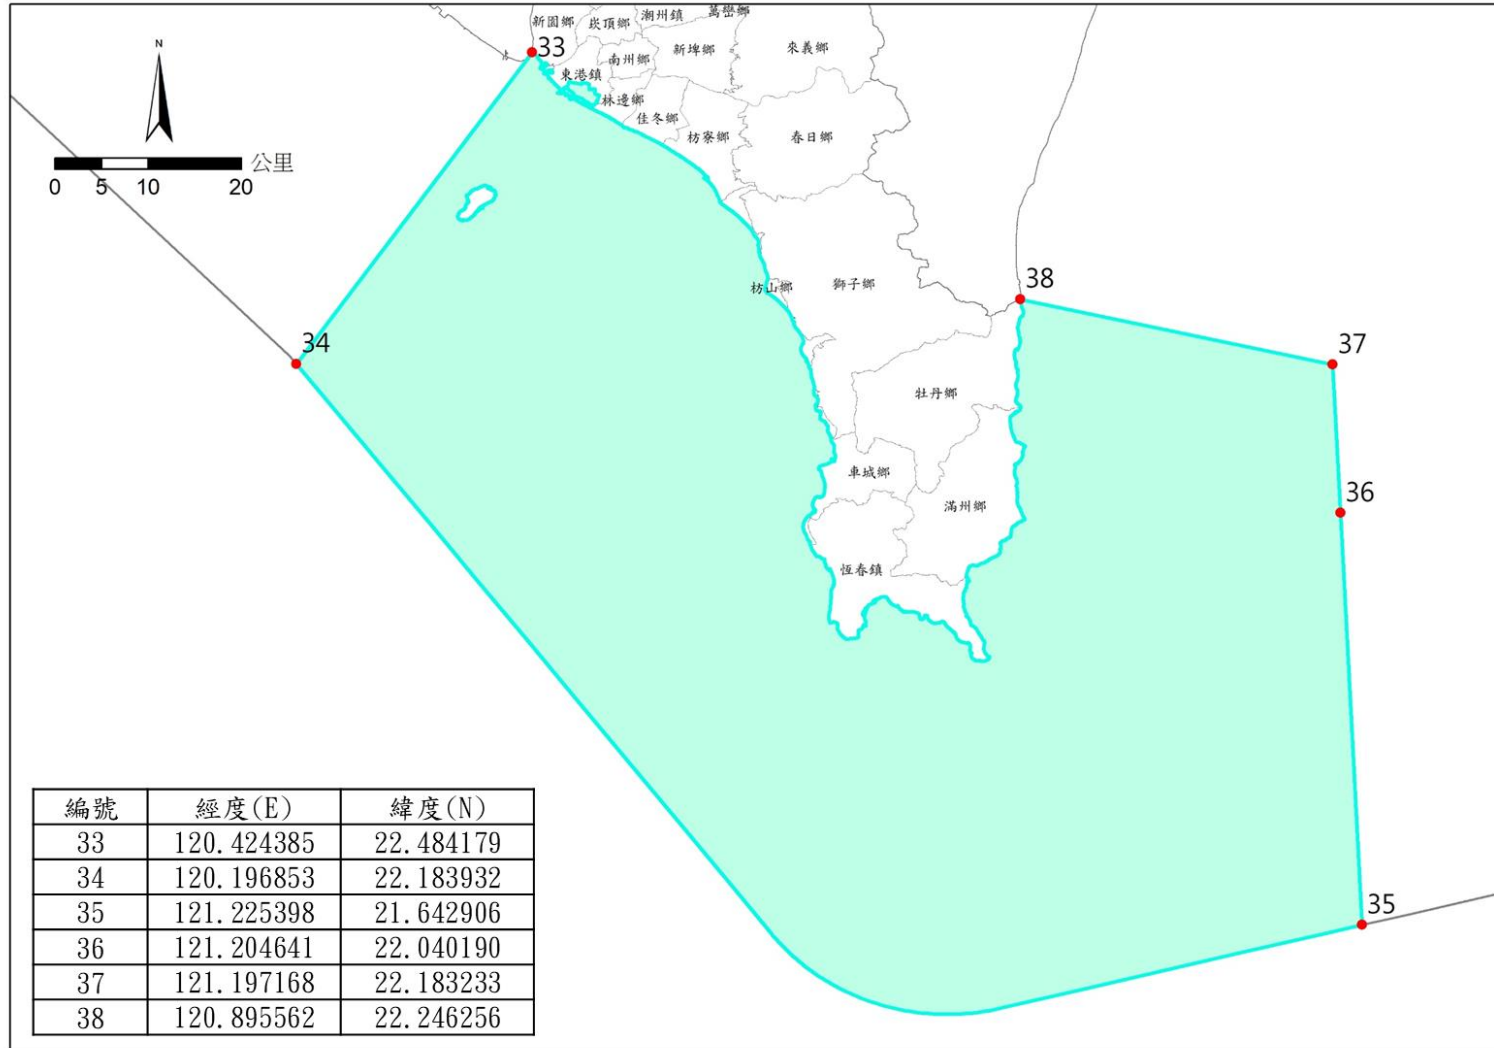 新園鄉
崁頂鄉
潮州鎮
萬巒鄉
N
33
東港鎮
南州鄉
新埤鄉
來義鄉
林邊鄉
佳冬鄉
枋寮鄉
春日鄉
公里
0 5 10 20
枋山鄉
獅子鄉
38
34
37
牡丹鄉
車城鄉
滿州鄉
36
恆春鎮
35
編號 經度(E) 緯度(N)
33 120.424385 22.484179
34 120.196853 22.183932
35 121.225398 21.642906
36 121.204641 22.040190
37 121.197168 22.183233
38 120.895562 22.246256